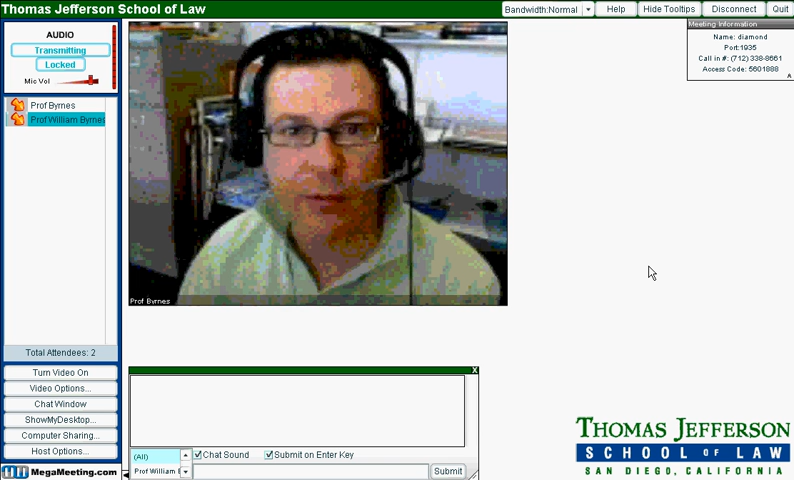 Thomas Jefferson School of Law
Bandwidth:Normal
Help
Hide Tooltips
Disconnect
Quit
AUDIO
Transmitting
Locked
Mic Vol
Meeting Information
Name: diamond
Port:1935
Call in #: (712) 338-8661
Access Code: 5601888
A
Prof Byrnes
Prof William Byrnes
Prof Byrnes
Total Attendees: 2
Turn Video On
Video Options...
Chat Window
ShowMyDesktop...
Computer Sharing...
Host Options...
MegaMeeting.com
X
(All)
Prof William
Chat Sound
Submit on Enter Key
Submit
THOMAS JEFFERSON
SCHOOL OF LAW
SAN DIEGO, CALIFORNIA